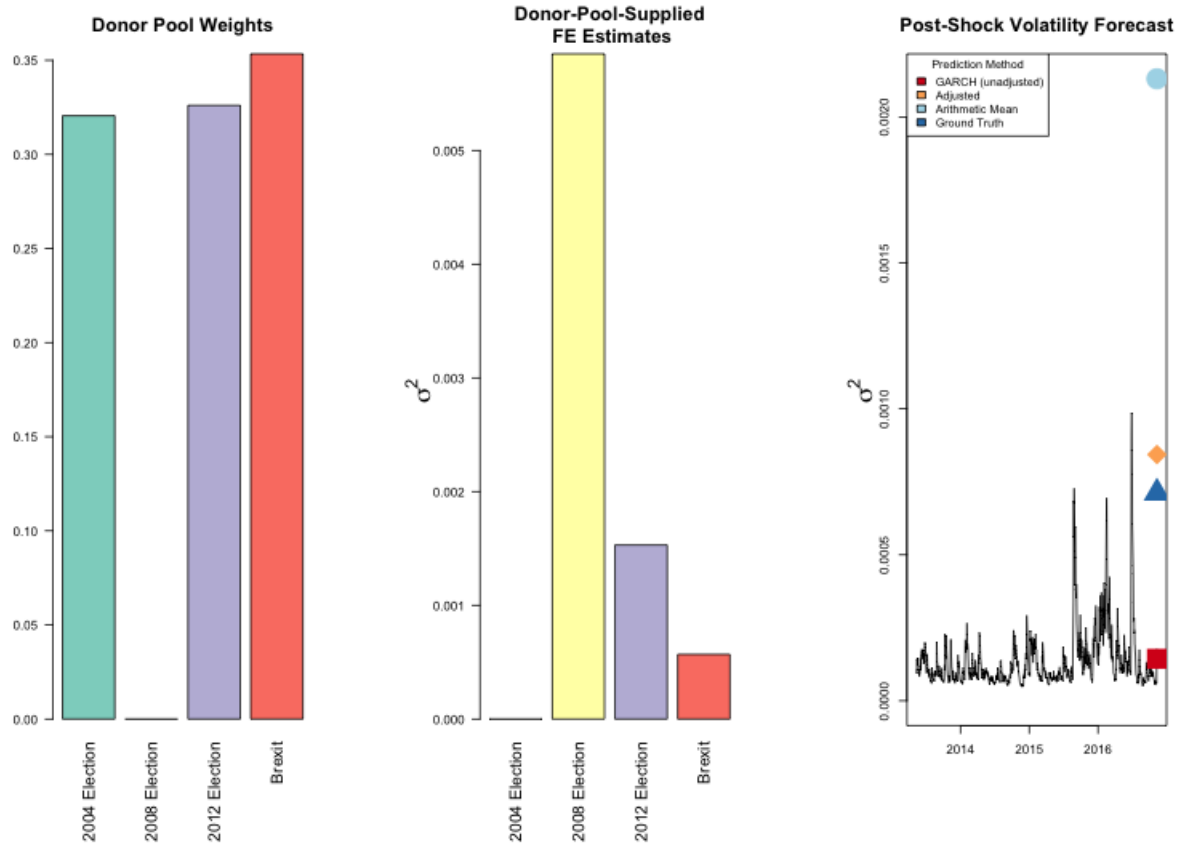 Donor Pool Weights
0.35
0.30
0.25
0.20
0.15
0.10
0.05
0.00
2004 Election
2008 Election
2012 Election
Brexit
Donor-Pool-Supplied
FE Estimates
σ²
0.005
0.004
0.003
0.002
0.001
0.000
2004 Election
2008 Election
2012 Election
Brexit
Post-Shock Volatility Forecast
σ²
0.0020
0.0015
0.0010
0.0005
0.0000
Prediction Method
GARCH (unadjusted)
Adjusted
Arithmetic Mean
Ground Truth
2014
2015
2016